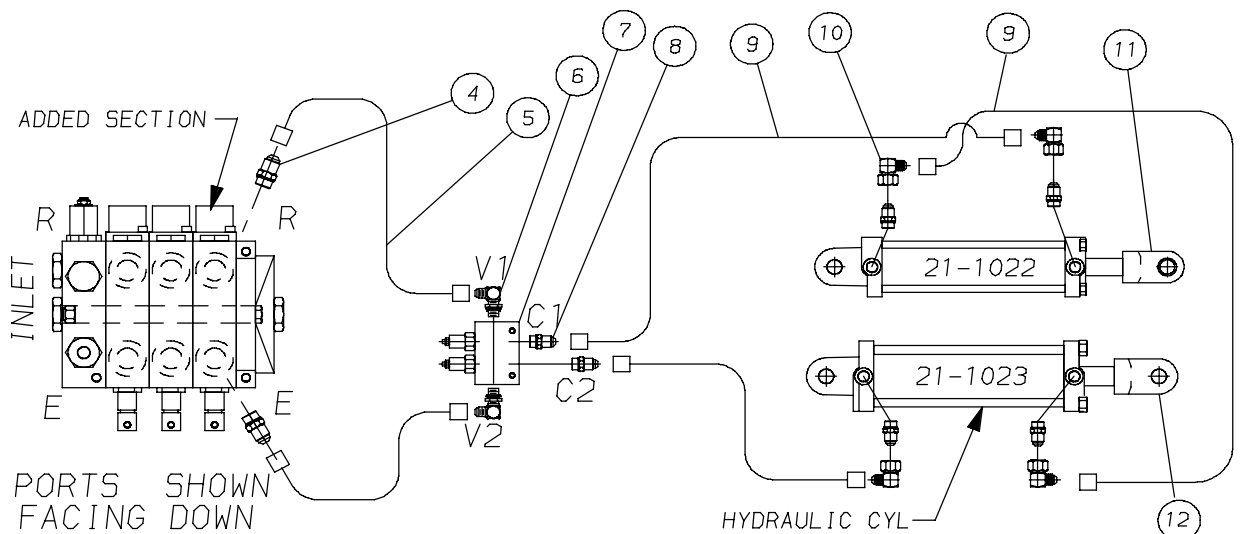 7
8
6
4
5
9
10
9
11
ADDED SECTION
R
R
INLET
V1
C1
C2
V2
E
E
21-1022
21-1023
PORTS SHOWN
FACING DOWN
HYDRAULIC CYL
12